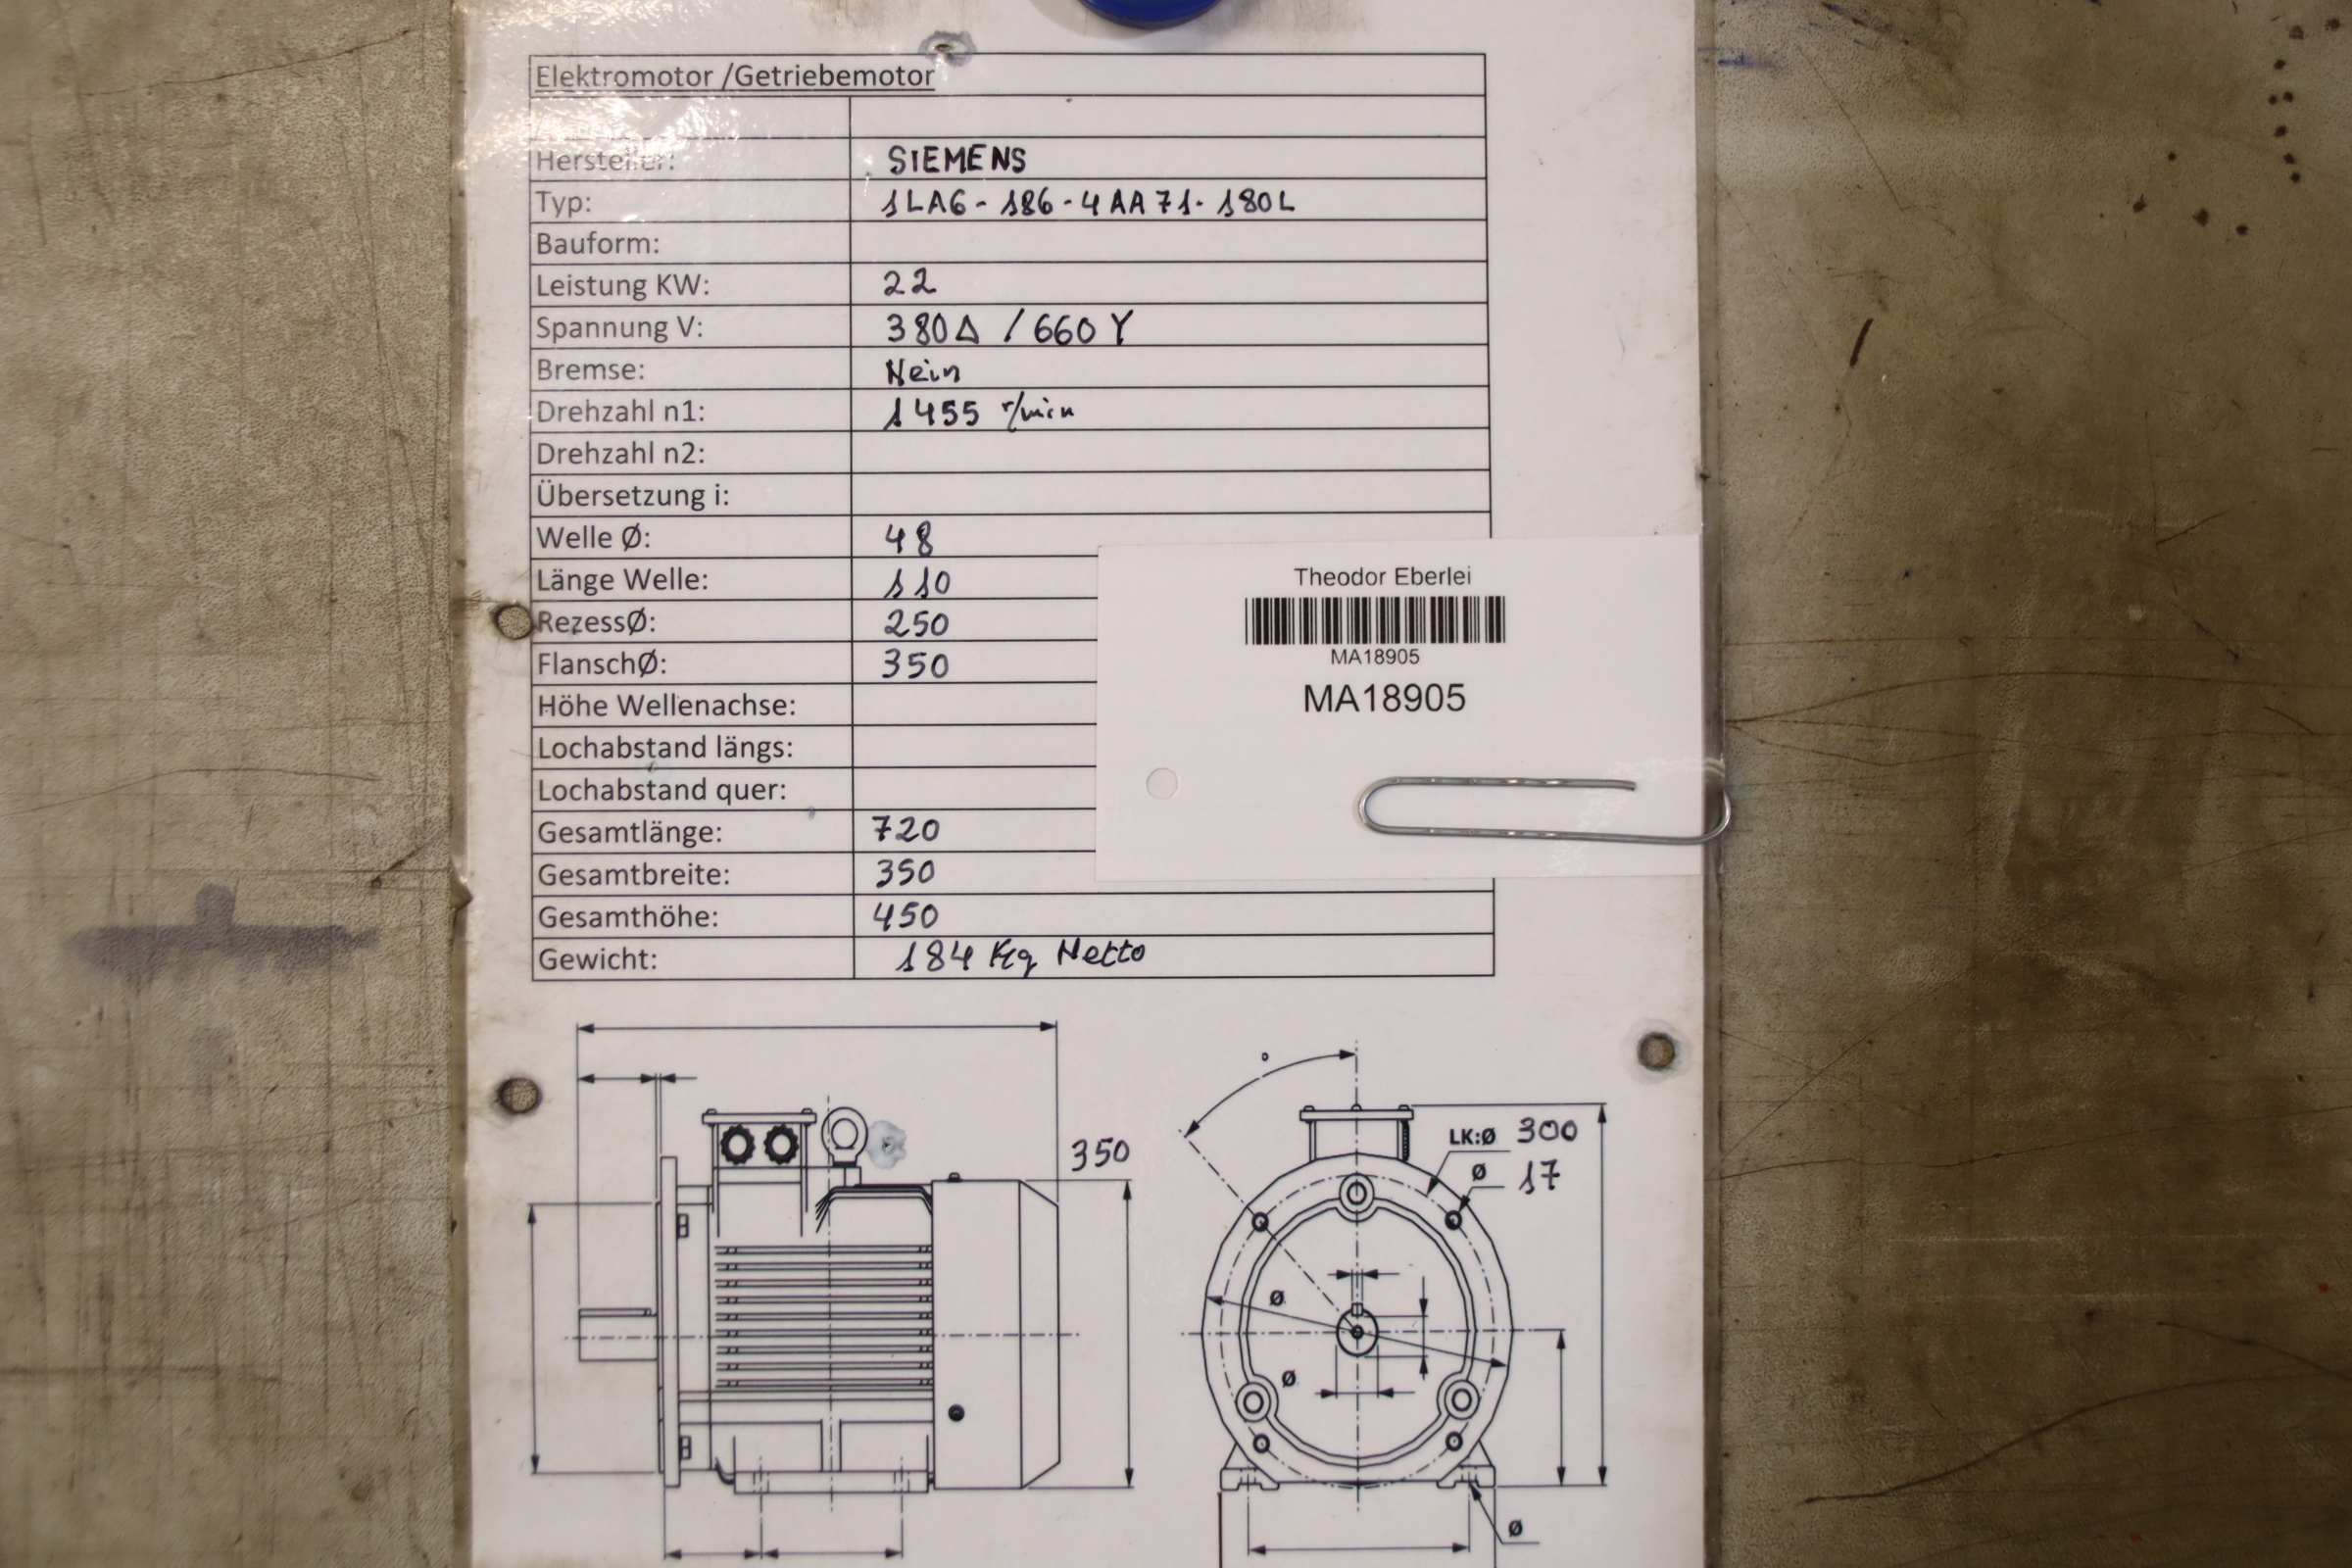 Elektromotor /Getriebemotor
Hersteller: SIEMENS
Typ: 1LA6-186-4AA71-180L
Bauform:
Leistung KW: 22
Spannung V: 380Δ / 660 Y
Bremse: Nein
Drehzahl n1: 1455 r/min
Drehzahl n2:
Übersetzung i:
Welle Ø: 48
Länge Welle: 110
RezessØ: 250
FlanschØ: 350
Höhe Wellenachse:
Lochabstand längs:
Lochabstand quer:
Gesamtlänge: 720
Gesamtbreite: 350
Gesamthöhe: 450
Gewicht: 184 Kg Netto
Theodor Eberlei
MA18905
MA18905
350
°
LK:Ø 300
Ø 17
Ø
Ø
Ø